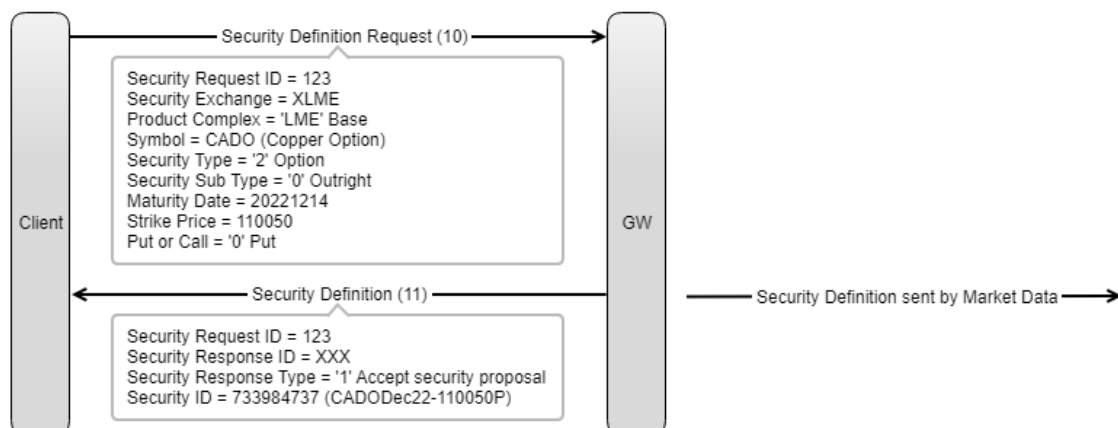 Security Definition Request (10)
Security Request ID = 123
Security Exchange = XLME
Product Complex = 'LME' Base
Symbol = CADO (Copper Option)
Security Type = '2' Option
Security Sub Type = '0' Outright
Maturity Date = 20221214
Strike Price = 110050
Put or Call = '0' Put
Client
GW
Security Definition (11)
Security Definition sent by Market Data
Security Request ID = 123
Security Response ID = XXX
Security Response Type = '1' Accept security proposal
Security ID = 733984737 (CADODec22-110050P)